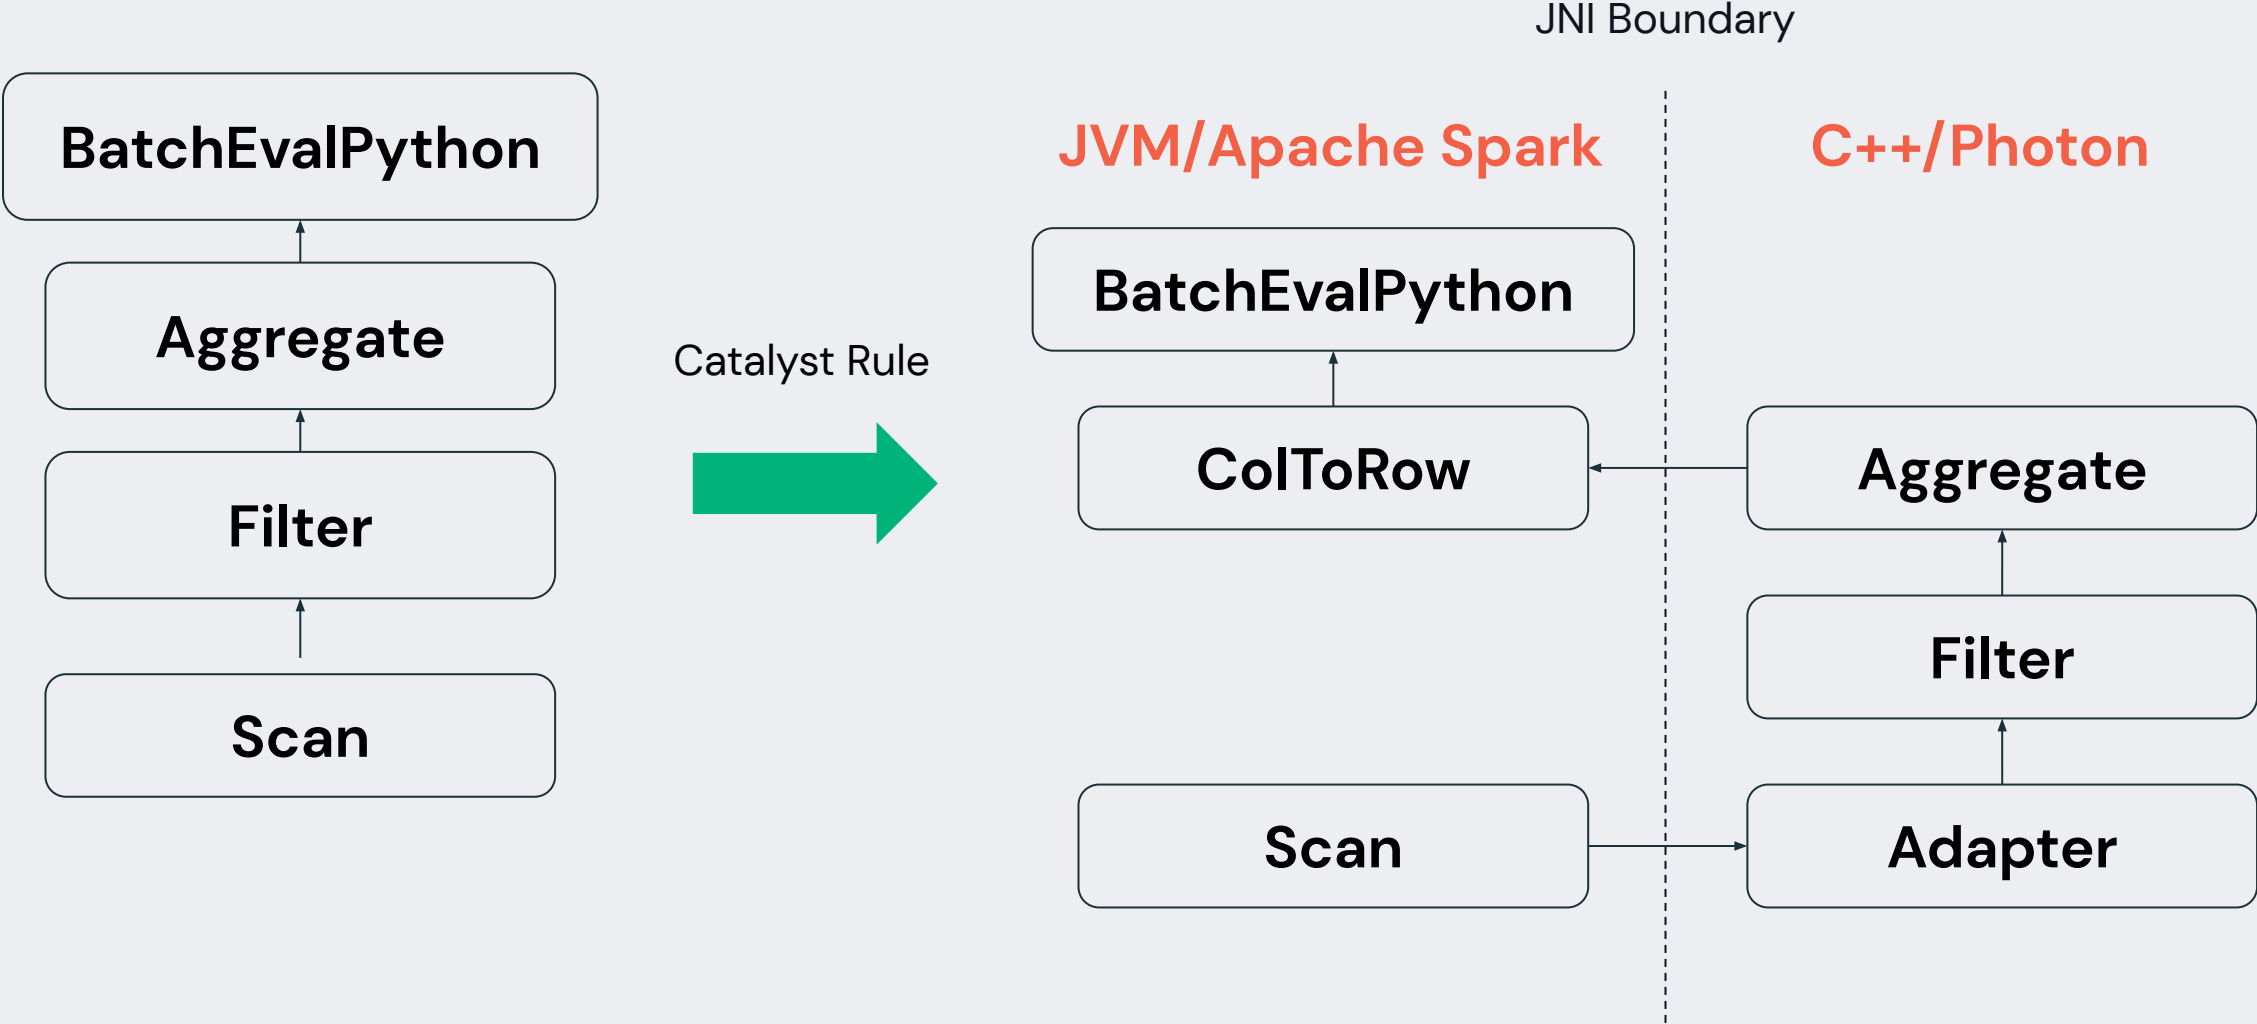 JNI Boundary
BatchEvalPython
Aggregate
Filter
Scan
Catalyst Rule
JVM/Apache Spark
BatchEvalPython
ColToRow
Scan
C++/Photon
Aggregate
Filter
Adapter